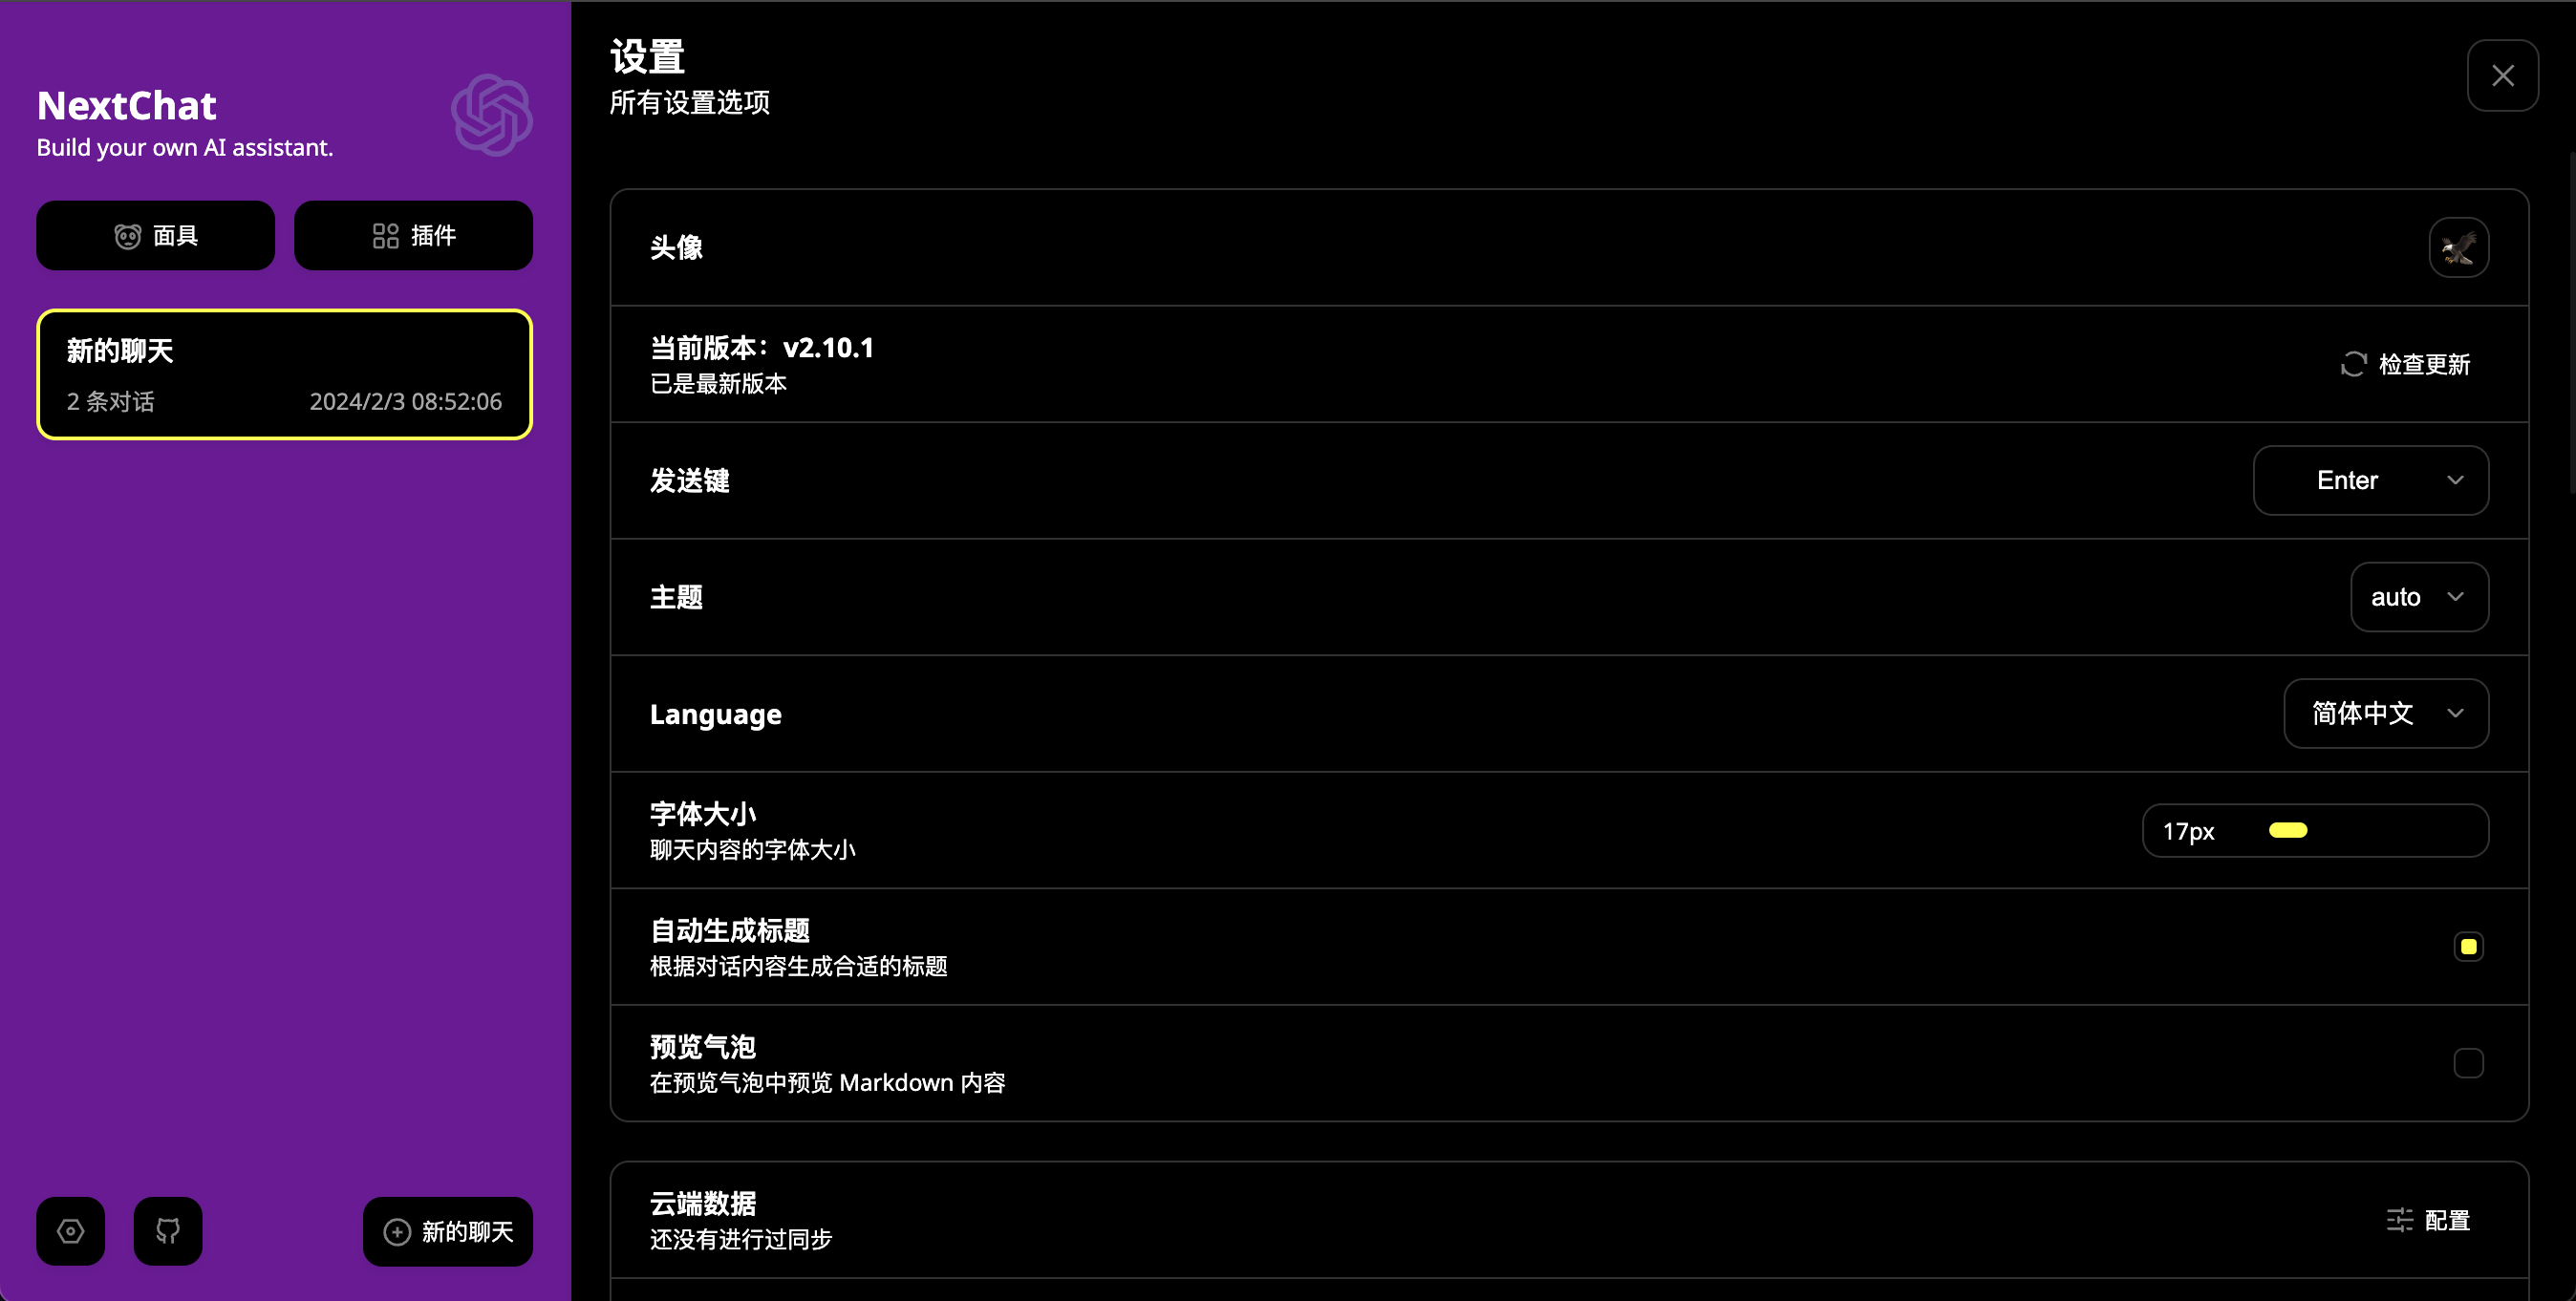 NextChat
Build your own AI assistant.
面具
插件
新的聊天
2 条对话
2024/2/3 08:52:06
新的聊天
设置
所有设置选项
头像
当前版本：v2.10.1
已是最新版本
检查更新
发送键
Enter
主题
auto
Language
简体中文
字体大小
聊天内容的字体大小
17px
自动生成标题
根据对话内容生成合适的标题
预览气泡
在预览气泡中预览 Markdown 内容
云端数据
还没有进行过同步
配置